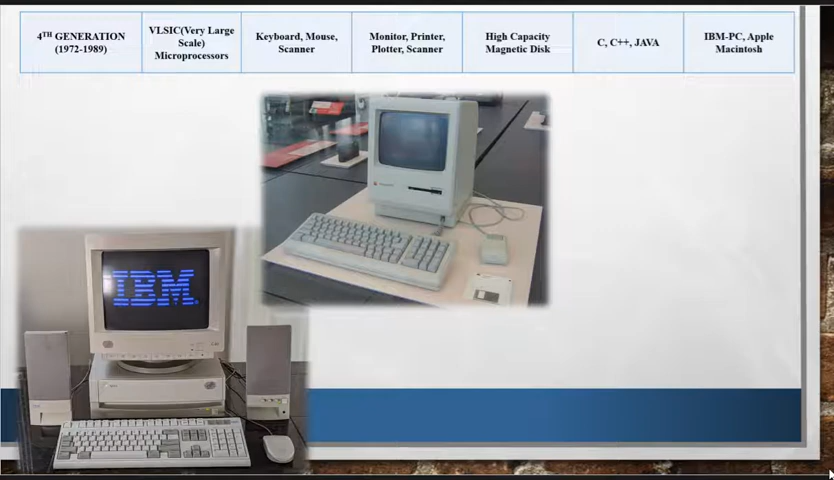 4TH GENERATION
(1972-1989)
VLSIC(Very Large
Scale)
Microprocessors
Keyboard, Mouse,
Scanner
Monitor, Printer,
Plotter, Scanner
High Capacity
Magnetic Disk
C, C++, JAVA
IBM-PC, Apple
Macintosh
IBM